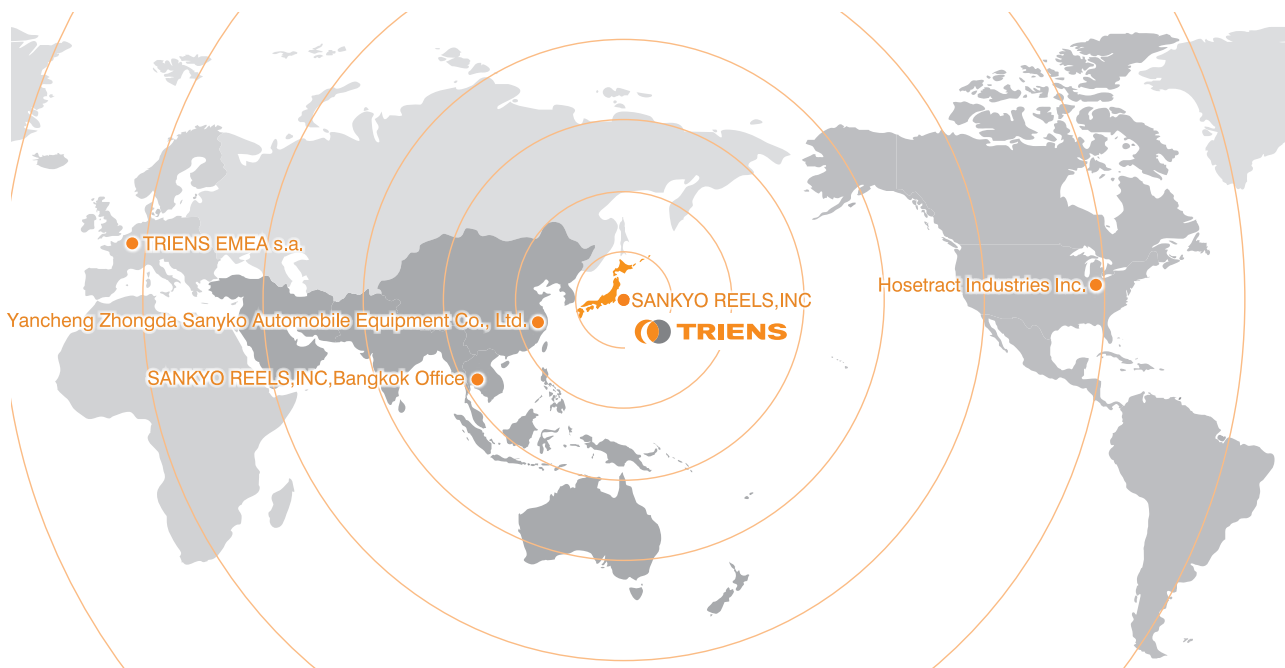 TRIENS EMEA s.a.
Hosetract Industries Inc.
SANKYO REELS,INC
Yancheng Zhongda Sanyko Automobile Equipment Co., Ltd.
TRIENS
SANKYO REELS,INC,Bangkok Office